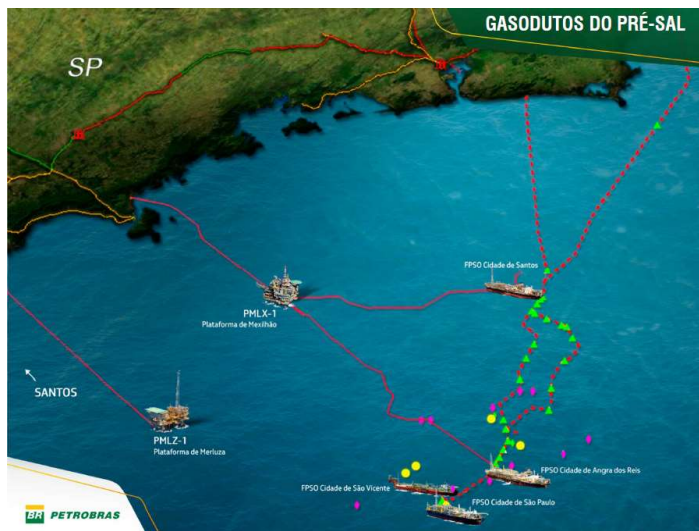 GASODUTOS DO PRÉ-SAL
SP
FPSO Cidade de Santos
PMLX-1
Plataforma de Mexilhão
SANTOS
PMLZ-1
Plataforma de Merluza
FPSO Cidade de Angra dos Reis
FPSO Cidade de São Vicente
FPSO Cidade de São Paulo
BR PETROBRAS